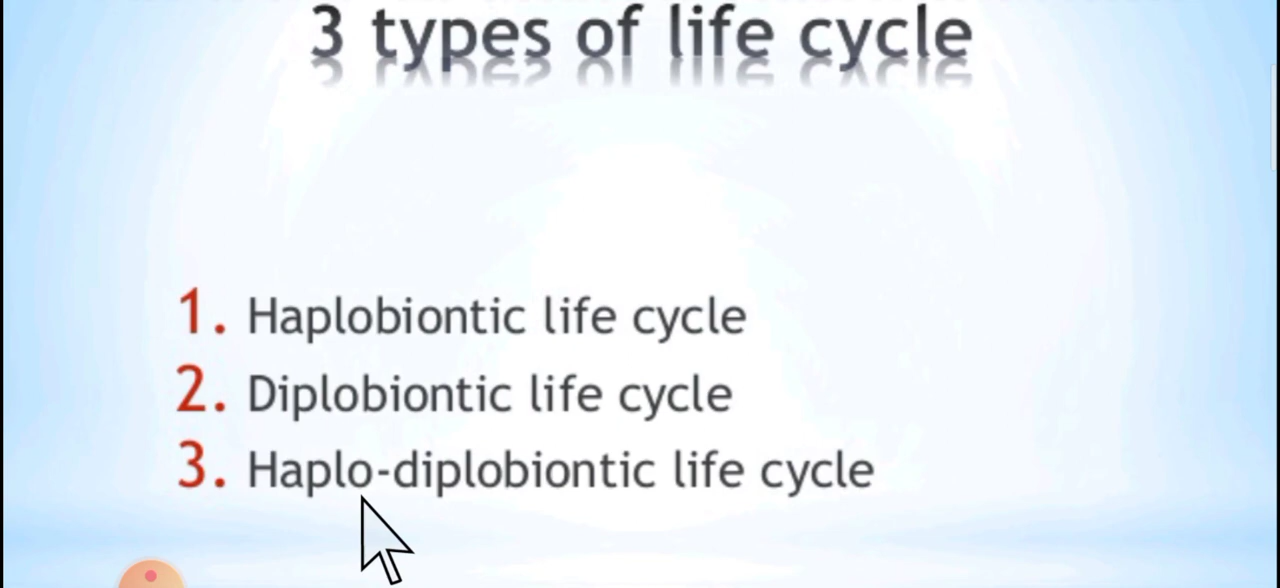 3 types of life cycle
1. Haplobiontic life cycle
2. Diplobiontic life cycle
3. Haplo-diplobiontic life cycle